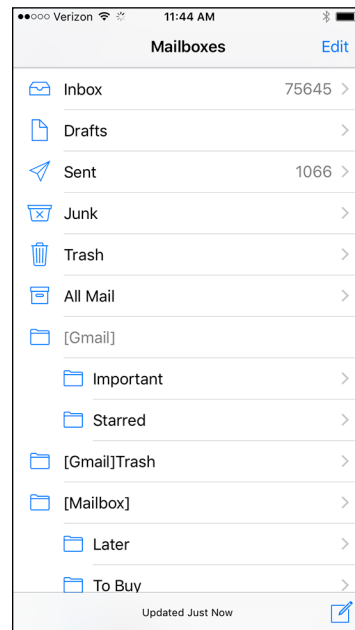 Verizon 11:44 AM
Mailboxes Edit
Inbox 75645
Drafts
Sent 1066
Junk
Trash
All Mail
[Gmail]
Important
Starred
[Gmail]Trash
[Mailbox]
Later
To Buy
Updated Just Now